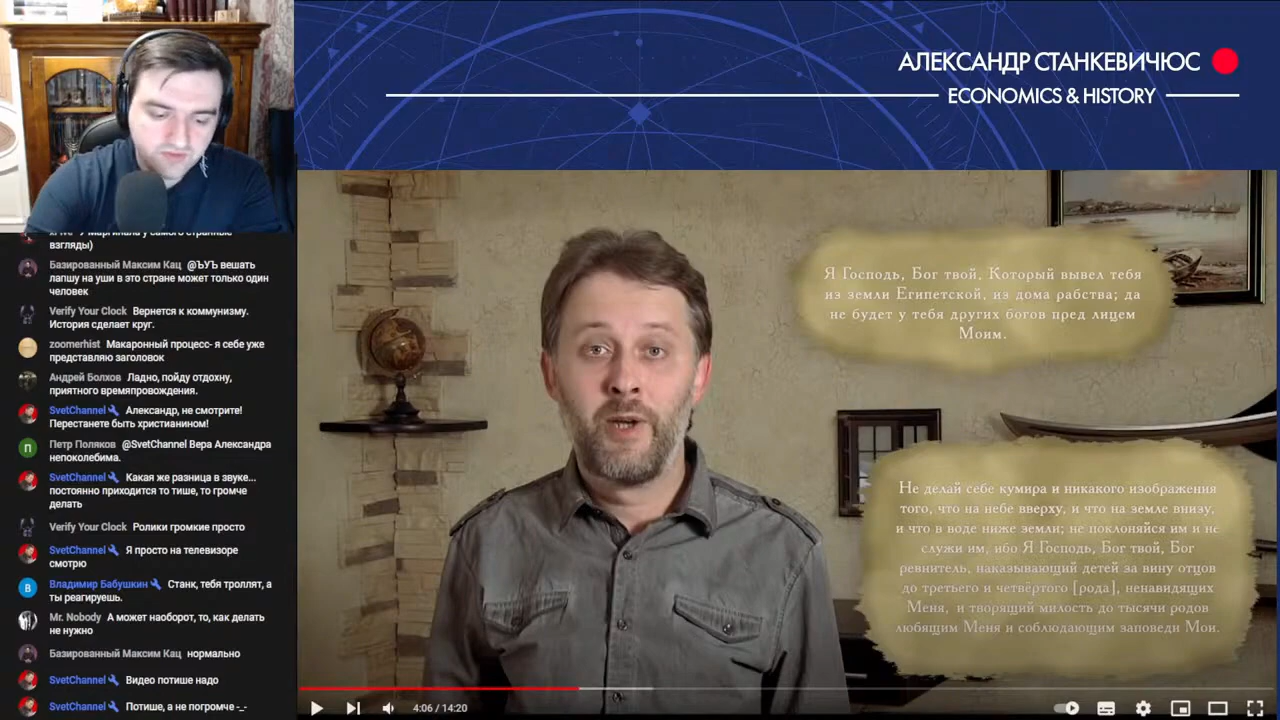 АЛЕКСАНДР СТАНКЕВИЧЮС
ECONOMICS & HISTORY
взгляды)
Базированный Максим Кац @ЪУЪ вешать
лапшу на уши в это стране может только один
человек
Verify Your Clock Вернется к коммунизму.
История сделает круг.
zoomerhist Макаронный процесс- я себе уже
представляю заголовок
Андрей Болхов Ладно, пойду отдохну,
приятного времяпровождения.
SvetChannel Александр, не смотрите!
Перестанете быть христианином!
Петр Поляков @SvetChannel Вера Александра
непоколебима.
SvetChannel Какая же разница в звуке...
постоянно приходится то тише, то громче
делать
Verify Your Clock Ролики громкие просто
SvetChannel Я просто на телевизоре
смотрю
Владимир Бабушкин Станк, тебя троллят, а
ты реагируешь.
Mr. Nobody А может наоборот, то, как делать
не нужно
Базированный Максим Кац нормально
SvetChannel Видео потише надо
SvetChannel Потише, а не погромче -_-
П
В
Я Господь, Бог твой, Который вывел тебя
из земли Египетской, из дома рабства; да
не будет у тебя других богов пред лицем
Моим.
Не делай себе кумира и никакого изображения
того, что на небе вверху, и что на земле внизу,
и что в воде ниже земли; не поклоняйся им и не
служи им, ибо Я Господь, Бог твой, Бог
ревнитель, наказывающий детей за вину отцов
до третьего и четвёртого [рода], ненавидящих
Меня, и творящий милость до тысячи родов
любящим Меня и соблюдающим заповеди Мои.
4:06 / 14:20